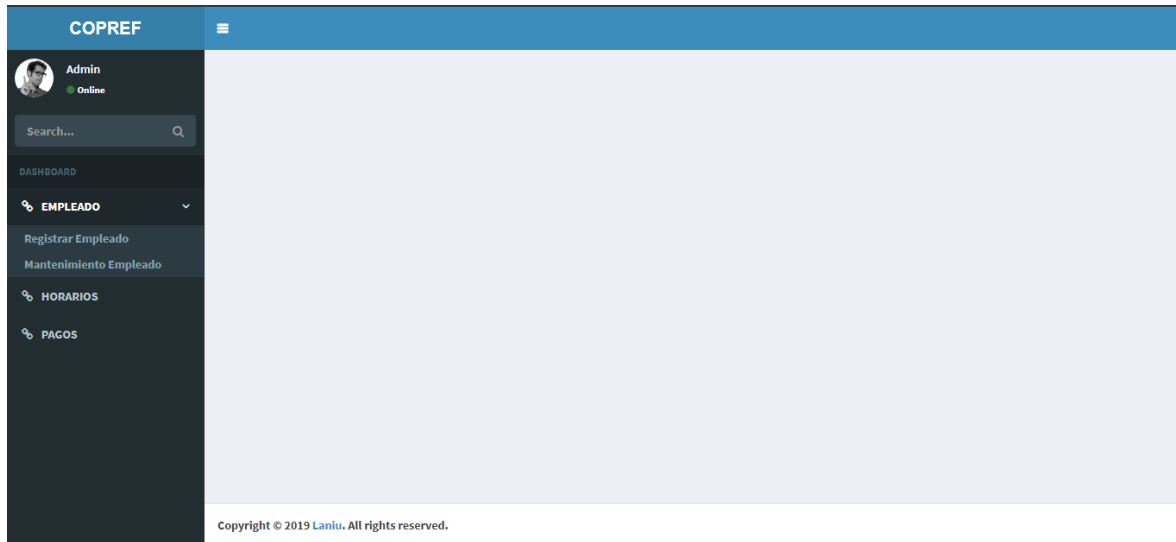 COPREF
Admin
Online
Search...
DASHBOARD
EMPLEADO
Registrar Empleado
Mantenimiento Empleado
HORARIOS
PAGOS
Copyright © 2019 Laniu. All rights reserved.